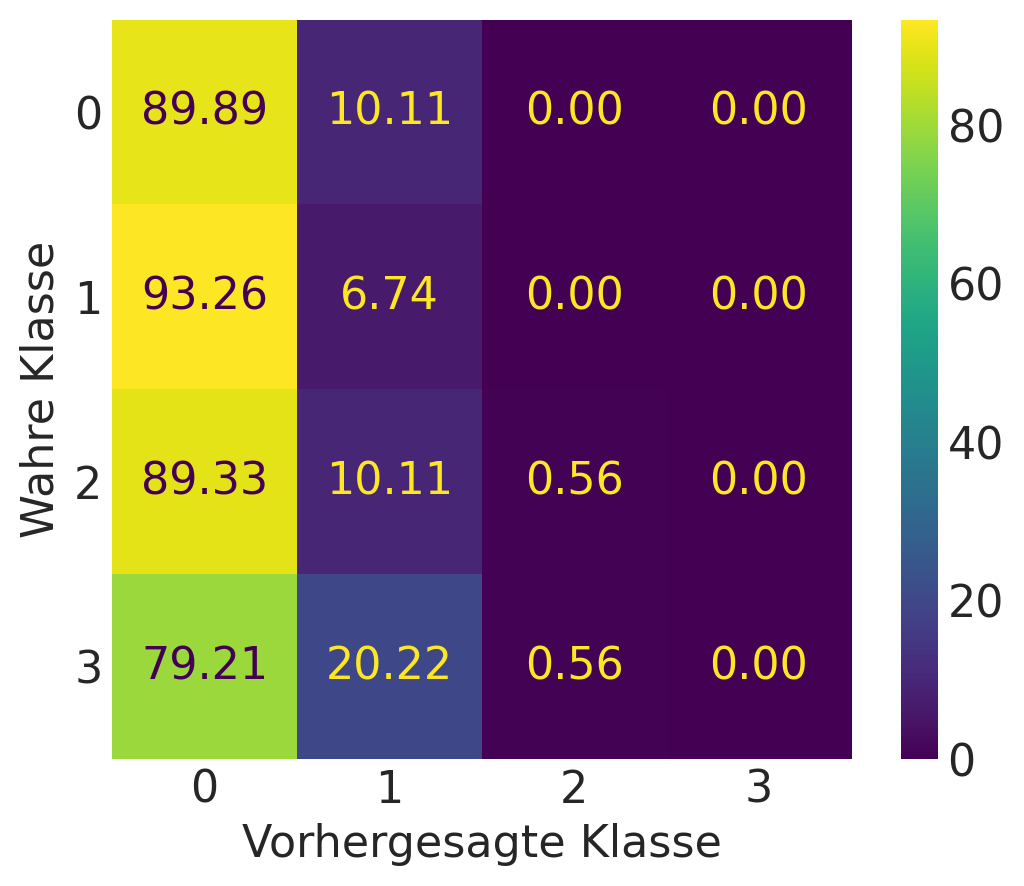 0 89.89 10.11 0.00 0.00
1 93.26 6.74 0.00 0.00
2 89.33 10.11 0.56 0.00
3 79.21 20.22 0.56 0.00
0 1 2 3
Vorhergesagte Klasse
Wahre Klasse
80
60
40
20
0